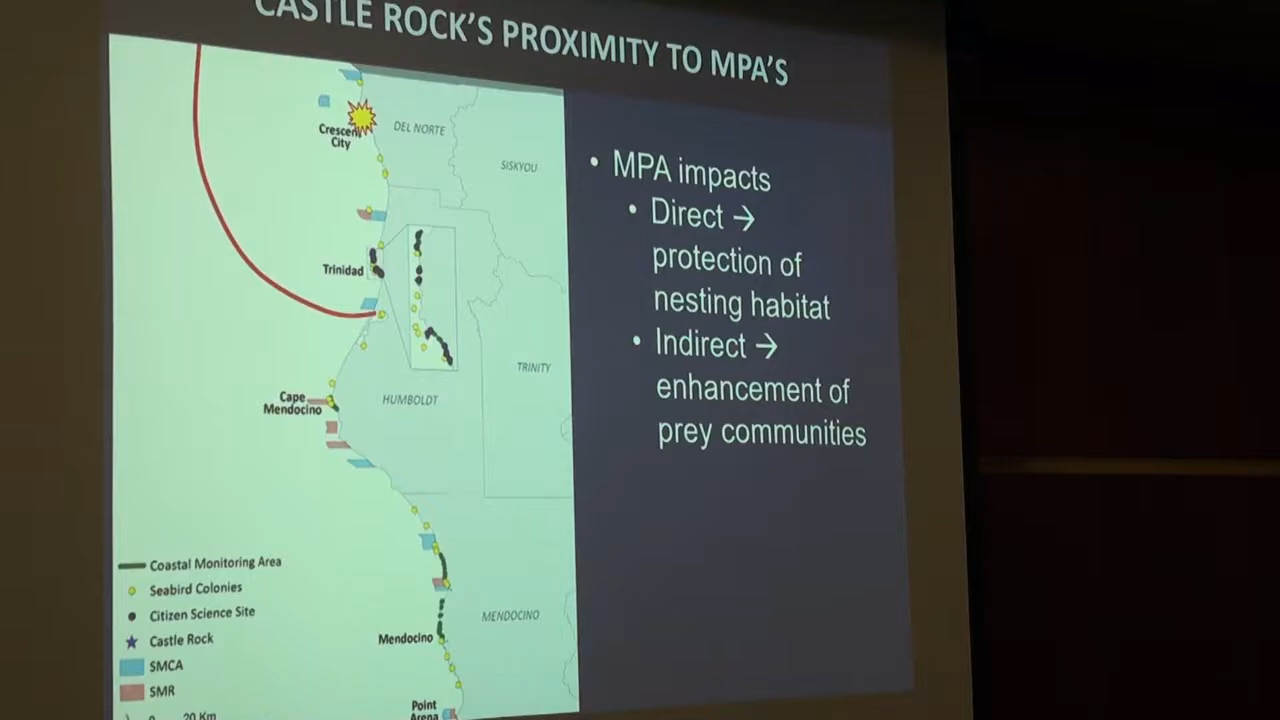 CASTLE ROCK'S PROXIMITY TO MPA'S
Crescent
City
DEL NORTE
SISKYOU
Trinidad
TRINITY
Cape
Mendocino
HUMBOLDT
Mendocino
MENDOCINO
Point
Arena
Coastal Monitoring Area
Seabird Colonies
Citizen Science Site
Castle Rock
SMCA
SMR
0 20 Km
• MPA impacts
• Direct →
protection of
nesting habitat
• Indirect →
enhancement of
prey communities